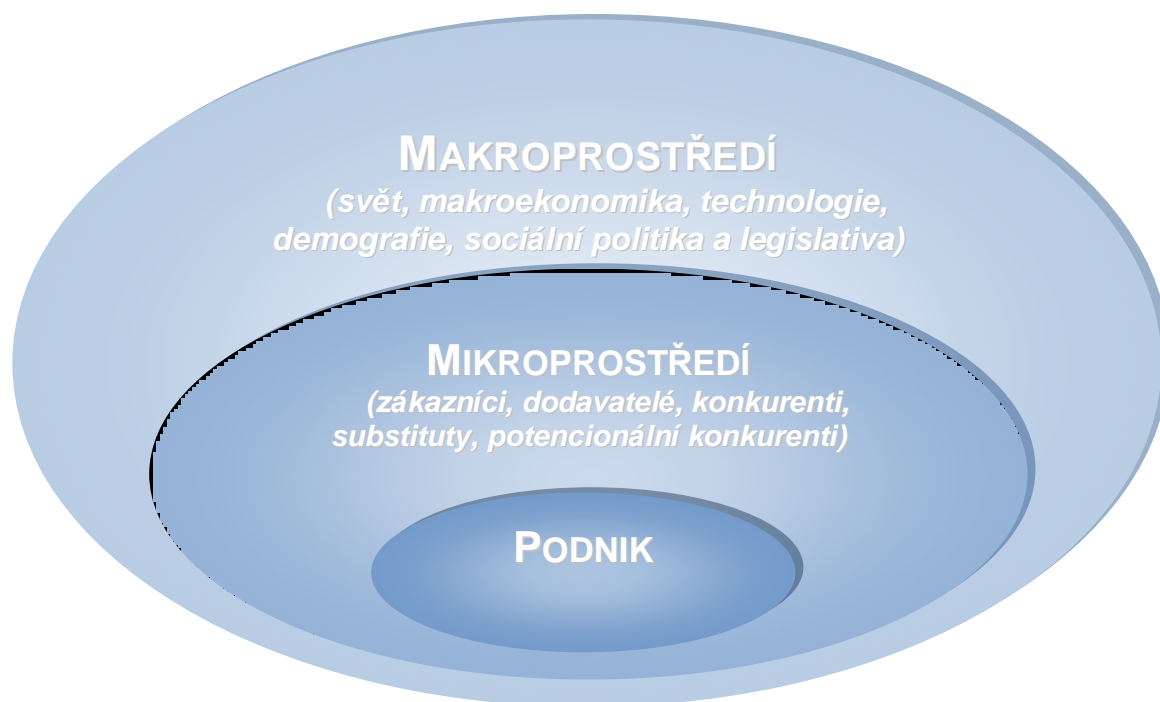 MAKROPROSTŘEDÍ
(svět, makroekonomika, technologie,
demografie, sociální politika a legislativa)
MIKROPROSTŘEDÍ
(zákazníci, dodavatelé, konkurenti,
substituty, potencionální konkurenti)
PODNIK